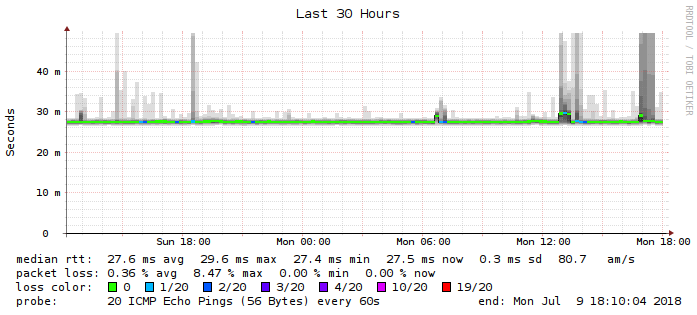 Last 30 Hours
RRDTOOL / TOBI OETIKER
Seconds
40 m
30 m
20 m
10 m
0
Sun 18:00 Mon 00:00 Mon 06:00 Mon 12:00 Mon 18:00
median rtt: 27.6 ms avg 29.6 ms max 27.4 ms min 27.5 ms now 0.3 ms sd 80.7 am/s
packet loss: 0.36 % avg 8.47 % max 0.00 % min 0.00 % now
loss color: 0 1/20 2/20 3/20 4/20 10/20 19/20
probe: 20 ICMP Echo Pings (56 Bytes) every 60s end: Mon Jul 9 18:10:04 2018